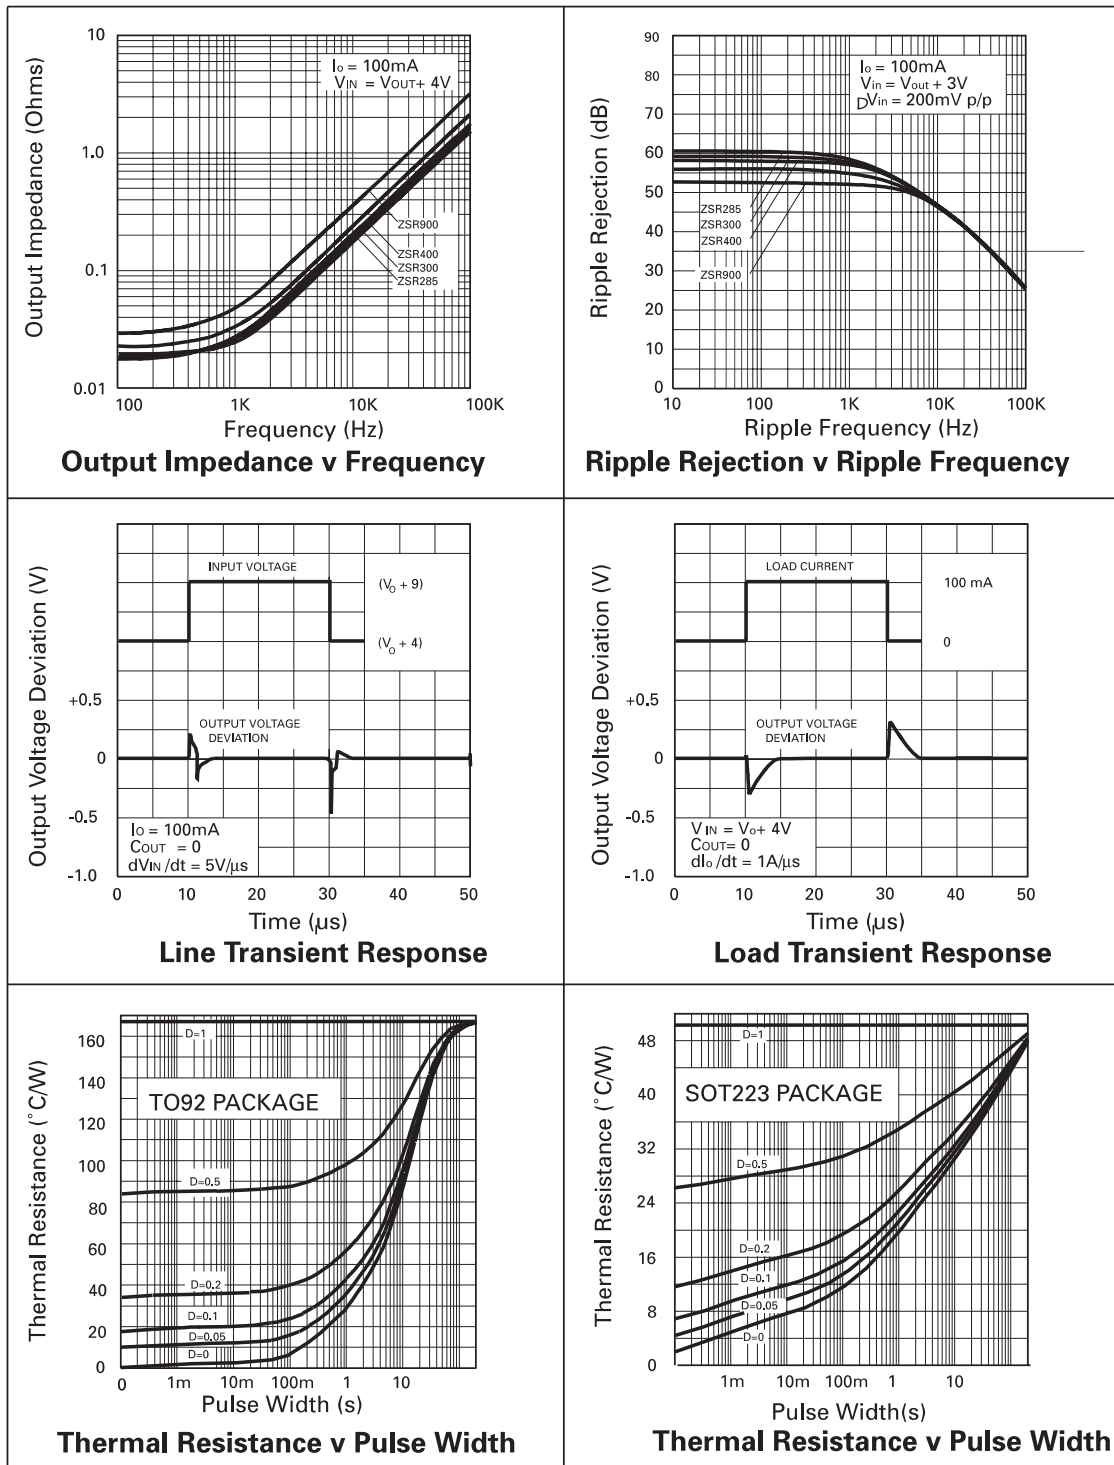 10
1.0
0.1
0.01
Output Impedance (Ohms)
Io = 100mA
VIN = VOUT+ 4V
ZSR900
ZSR400
ZSR300
ZSR285
100 1K 10K 100K
Frequency (Hz)
Output Impedance v Frequency
90
80
70
60
50
40
30
20
10
0
Ripple Rejection (dB)
Io = 100mA
Vin = Vout + 3V
DVin = 200mV p/p
ZSR285
ZSR300
ZSR400
ZSR900
10 100 1K 10K 100K
Ripple Frequency (Hz)
Ripple Rejection v Ripple Frequency
Output Voltage Deviation (V)
INPUT VOLTAGE
(VO + 9)
(VO + 4)
+0.5
0
-0.5
-1.0
OUTPUT VOLTAGE
DEVIATION
IO = 100mA
COUT = 0
dVIN/dt = 5V/µs
0 10 20 30 40 50
Time (µs)
Line Transient Response
Output Voltage Deviation (V)
LOAD CURRENT
100 mA
0
+0.5
0
-0.5
-1.0
OUTPUT VOLTAGE
DEVIATION
VIN = Vo+ 4V
COUT= 0
dIo/dt = 1A/µs
0 10 20 30 40 50
Time (µs)
Load Transient Response
160
140
120
100
80
60
40
20
0
Thermal Resistance (°C/W)
D=1
TO92 PACKAGE
D=0.5
D=0.2
D=0.1
D=0.05
D=0
0 1m 10m 100m 1 10
Pulse Width (s)
Thermal Resistance v Pulse Width
48
40
32
24
16
8
0
Thermal Resistance (°C/W)
D=1
SOT223 PACKAGE
D=0.5
D=0.2
D=0.1
D=0.05
D=0
1m 10m 100m 1 10
Pulse Width(s)
Thermal Resistance v Pulse Width